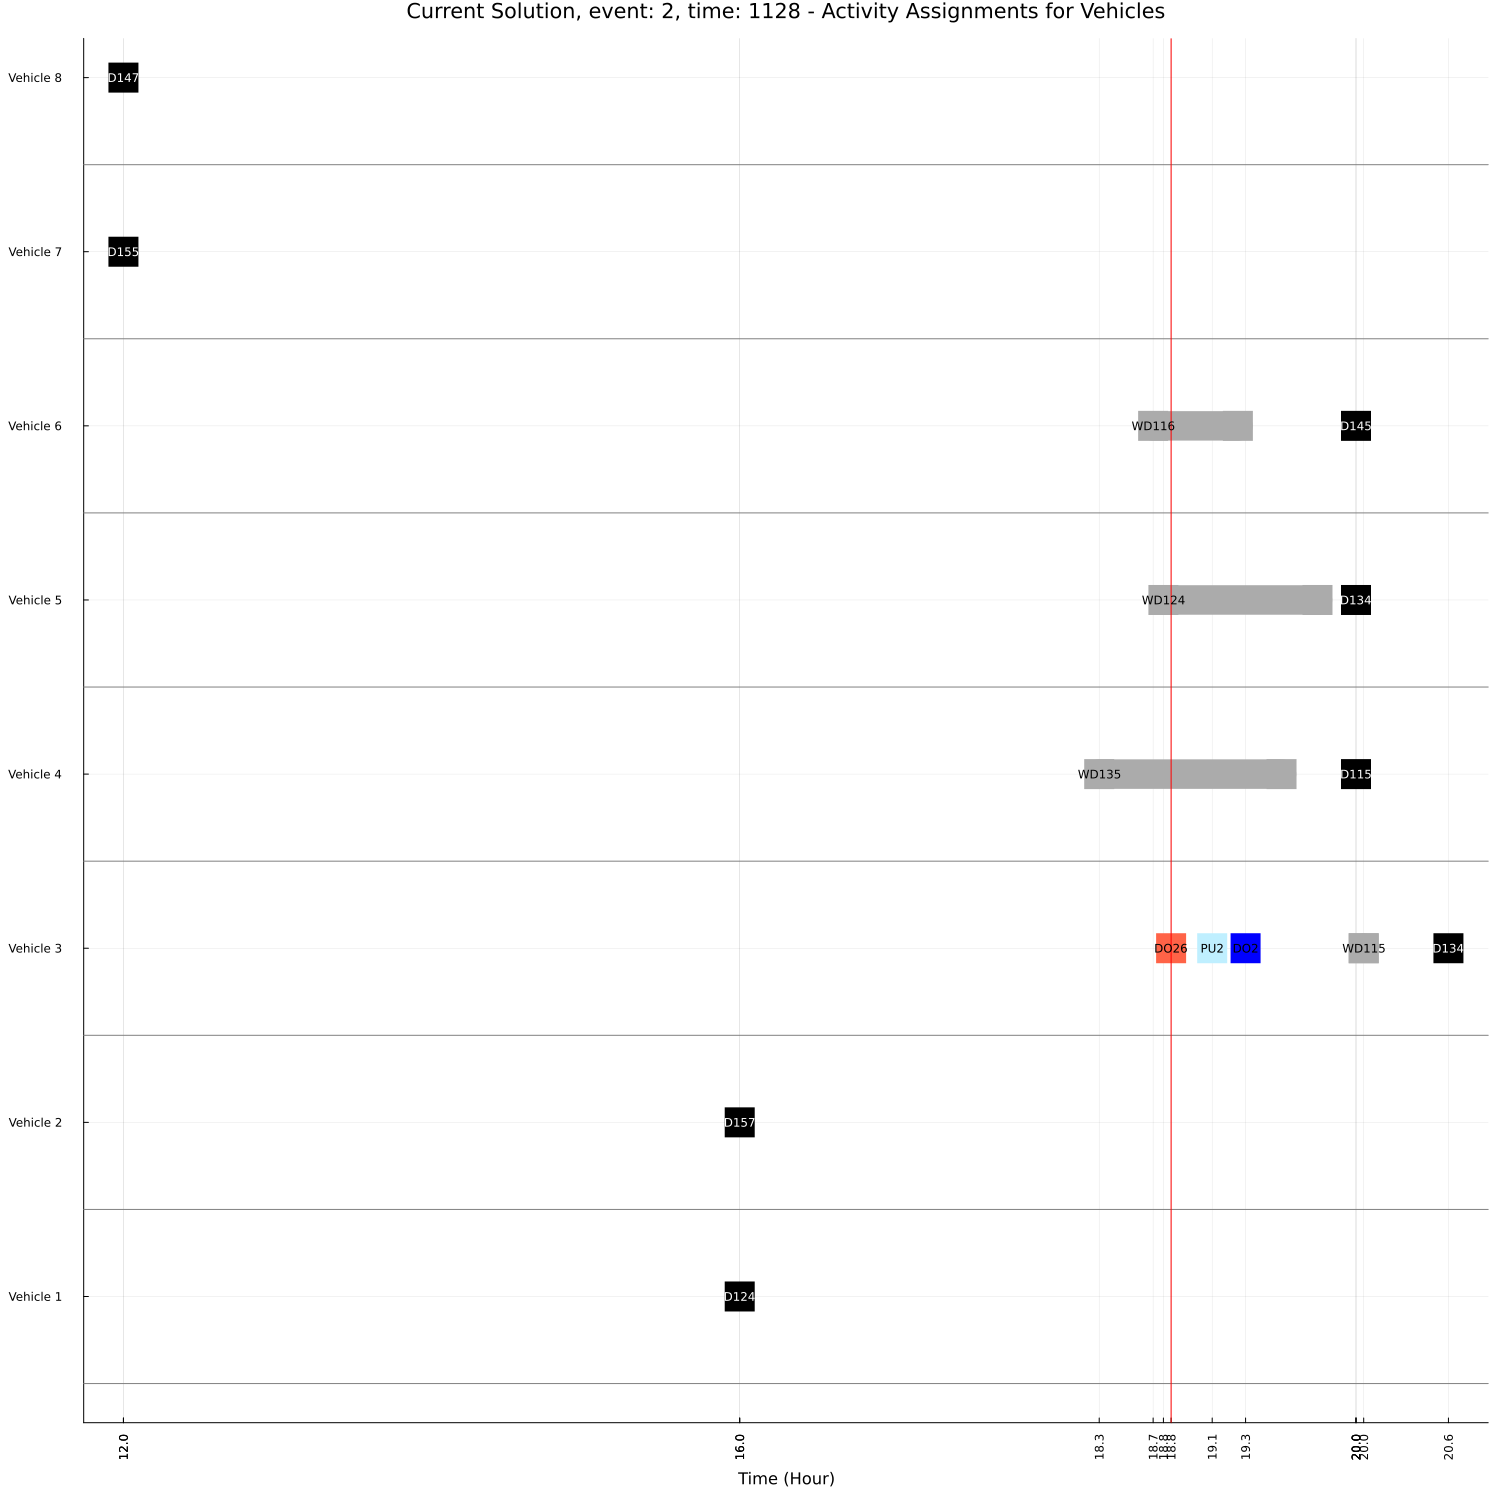 Current Solution, event: 2, time: 1128 - Activity Assignments for Vehicles
Vehicle 8
D147
Vehicle 7
D155
Vehicle 6
WD116
D145
Vehicle 5
WD124
D134
Vehicle 4
WD135
D115
Vehicle 3
DO26
PU2
DO2
WD115
D134
Vehicle 2
D157
Vehicle 1
D124
12.0
16.0
18.3
18.7
18.8
18.8
19.1
19.3
20.0
20.0
20.6
Time (Hour)